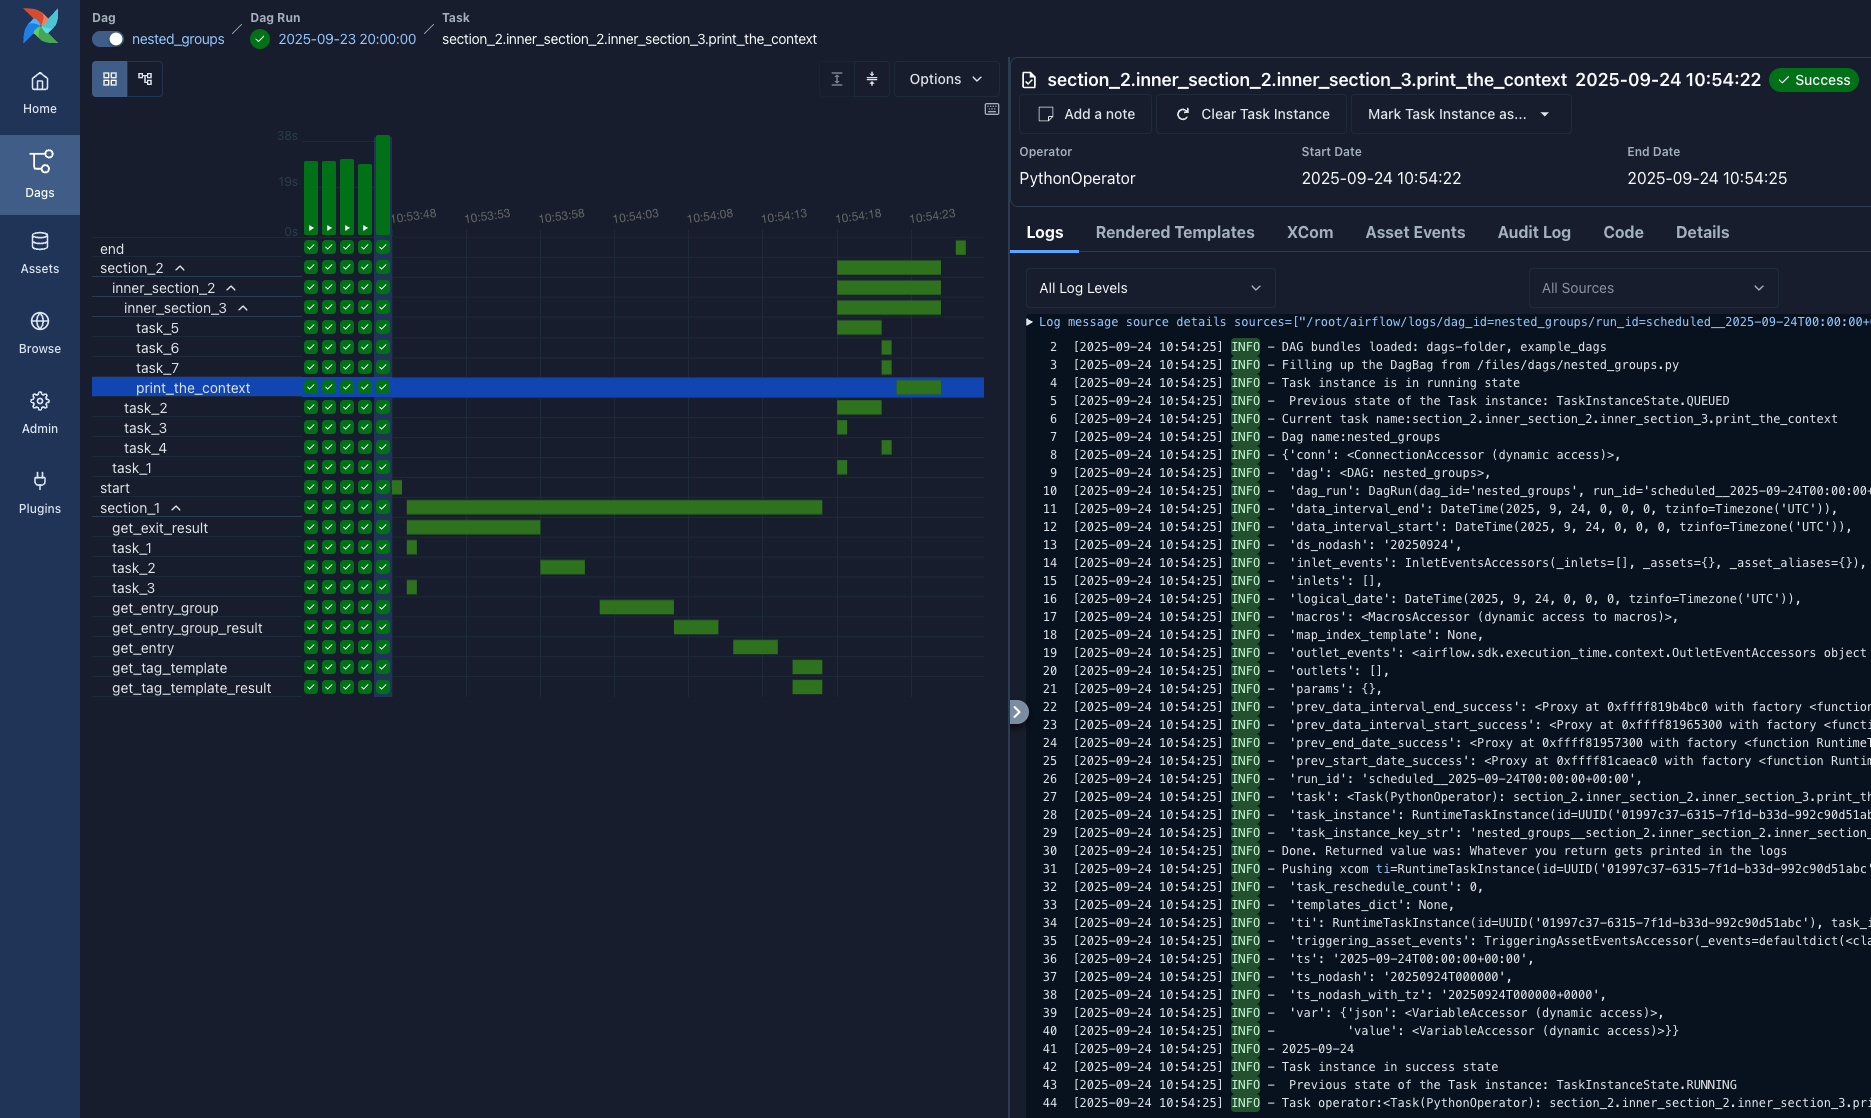 Dag
nested_groups
Dag Run
2025-09-23 20:00:00
Task
section_2.inner_section_2.inner_section_3.print_the_context
Home
Dags
Assets
Browse
Admin
Plugins
Options
38s
19s
0s
10:53:48
10:53:53
10:53:58
10:54:03
10:54:08
10:54:13
10:54:18
10:54:23
end
section_2
inner_section_2
inner_section_3
task_5
task_6
task_7
print_the_context
task_2
task_3
task_4
task_1
start
section_1
get_exit_result
task_1
task_2
task_3
get_entry_group
get_entry_group_result
get_entry
get_tag_template
get_tag_template_result
section_2.inner_section_2.inner_section_3.print_the_context 2025-09-24 10:54:22 Success
Add a note
Clear Task Instance
Mark Task Instance as...
Operator
PythonOperator
Start Date
2025-09-24 10:54:22
End Date
2025-09-24 10:54:25
Logs
Rendered Templates
XCom
Asset Events
Audit Log
Code
Details
All Log Levels
All Sources
Log message source details sources=["/root/airflow/logs/dag_id=nested_groups/run_id=scheduled__2025-09-24T00:00:00+
2 [2025-09-24 10:54:25] INFO - DAG bundles loaded: dags-folder, example_dags
3 [2025-09-24 10:54:25] INFO - Filling up the DagBag from /files/dags/nested_groups.py
4 [2025-09-24 10:54:25] INFO - Task instance is in running state
5 [2025-09-24 10:54:25] INFO -  Previous state of the Task instance: TaskInstanceState.QUEUED
6 [2025-09-24 10:54:25] INFO - Current task name:section_2.inner_section_2.inner_section_3.print_the_context
7 [2025-09-24 10:54:25] INFO - Dag name:nested_groups
8 [2025-09-24 10:54:25] INFO - {'conn': <ConnectionAccessor (dynamic access)>,
9 [2025-09-24 10:54:25] INFO -  'dag': <DAG: nested_groups>,
10 [2025-09-24 10:54:25] INFO -  'dag_run': DagRun(dag_id='nested_groups', run_id='scheduled__2025-09-24T00:00:00+
11 [2025-09-24 10:54:25] INFO -  'data_interval_end': DateTime(2025, 9, 24, 0, 0, 0, tzinfo=Timezone('UTC')),
12 [2025-09-24 10:54:25] INFO -  'data_interval_start': DateTime(2025, 9, 24, 0, 0, 0, tzinfo=Timezone('UTC')),
13 [2025-09-24 10:54:25] INFO -  'ds_nodash': '20250924',
14 [2025-09-24 10:54:25] INFO -  'inlet_events': InletEventsAccessors(_inlets=[], _assets={}, _asset_aliases={}),
15 [2025-09-24 10:54:25] INFO -  'inlets': [],
16 [2025-09-24 10:54:25] INFO -  'logical_date': DateTime(2025, 9, 24, 0, 0, 0, tzinfo=Timezone('UTC')),
17 [2025-09-24 10:54:25] INFO -  'macros': <MacrosAccessor (dynamic access to macros)>,
18 [2025-09-24 10:54:25] INFO -  'map_index_template': None,
19 [2025-09-24 10:54:25] INFO -  'outlet_events': <airflow.sdk.execution_time.context.OutletEventAccessors object
20 [2025-09-24 10:54:25] INFO -  'outlets': [],
21 [2025-09-24 10:54:25] INFO -  'params': {},
22 [2025-09-24 10:54:25] INFO -  'prev_data_interval_end_success': <Proxy at 0xffff819b4bc0 with factory <function
23 [2025-09-24 10:54:25] INFO -  'prev_data_interval_start_success': <Proxy at 0xffff81965300 with factory <functi
24 [2025-09-24 10:54:25] INFO -  'prev_end_date_success': <Proxy at 0xffff81957300 with factory <function RuntimeT
25 [2025-09-24 10:54:25] INFO -  'prev_start_date_success': <Proxy at 0xffff81caeac0 with factory <function Runtim
26 [2025-09-24 10:54:25] INFO -  'run_id': 'scheduled__2025-09-24T00:00:00+00:00',
27 [2025-09-24 10:54:25] INFO -  'task': <Task(PythonOperator): section_2.inner_section_2.inner_section_3.print_th
28 [2025-09-24 10:54:25] INFO -  'task_instance': RuntimeTaskInstance(id=UUID('01997c37-6315-7f1d-b33d-992c90d51ab
29 [2025-09-24 10:54:25] INFO -  'task_instance_key_str': 'nested_groups__section_2.inner_section_2.inner_section_
30 [2025-09-24 10:54:25] INFO - Done. Returned value was: Whatever you return gets printed in the logs
31 [2025-09-24 10:54:25] INFO - Pushing xcom ti=RuntimeTaskInstance(id=UUID('01997c37-6315-7f1d-b33d-992c90d51abc'
32 [2025-09-24 10:54:25] INFO -  'task_reschedule_count': 0,
33 [2025-09-24 10:54:25] INFO -  'templates_dict': None,
34 [2025-09-24 10:54:25] INFO -  'ti': RuntimeTaskInstance(id=UUID('01997c37-6315-7f1d-b33d-992c90d51abc'), task_i
35 [2025-09-24 10:54:25] INFO -  'triggering_asset_events': TriggeringAssetEventsAccessor(_events=defaultdict(<cla
36 [2025-09-24 10:54:25] INFO -  'ts': '2025-09-24T00:00:00+00:00',
37 [2025-09-24 10:54:25] INFO -  'ts_nodash': '20250924T000000',
38 [2025-09-24 10:54:25] INFO -  'ts_nodash_with_tz': '20250924T000000+0000',
39 [2025-09-24 10:54:25] INFO -  'var': {'json': <VariableAccessor (dynamic access)>,
40 [2025-09-24 10:54:25] INFO -          'value': <VariableAccessor (dynamic access)>}}
41 [2025-09-24 10:54:25] INFO - 2025-09-24
42 [2025-09-24 10:54:25] INFO - Task instance in success state
43 [2025-09-24 10:54:25] INFO -  Previous state of the Task instance: TaskInstanceState.RUNNING
44 [2025-09-24 10:54:25] INFO - Task operator:<Task(PythonOperator): section_2.inner_section_2.inner_section_3.pri